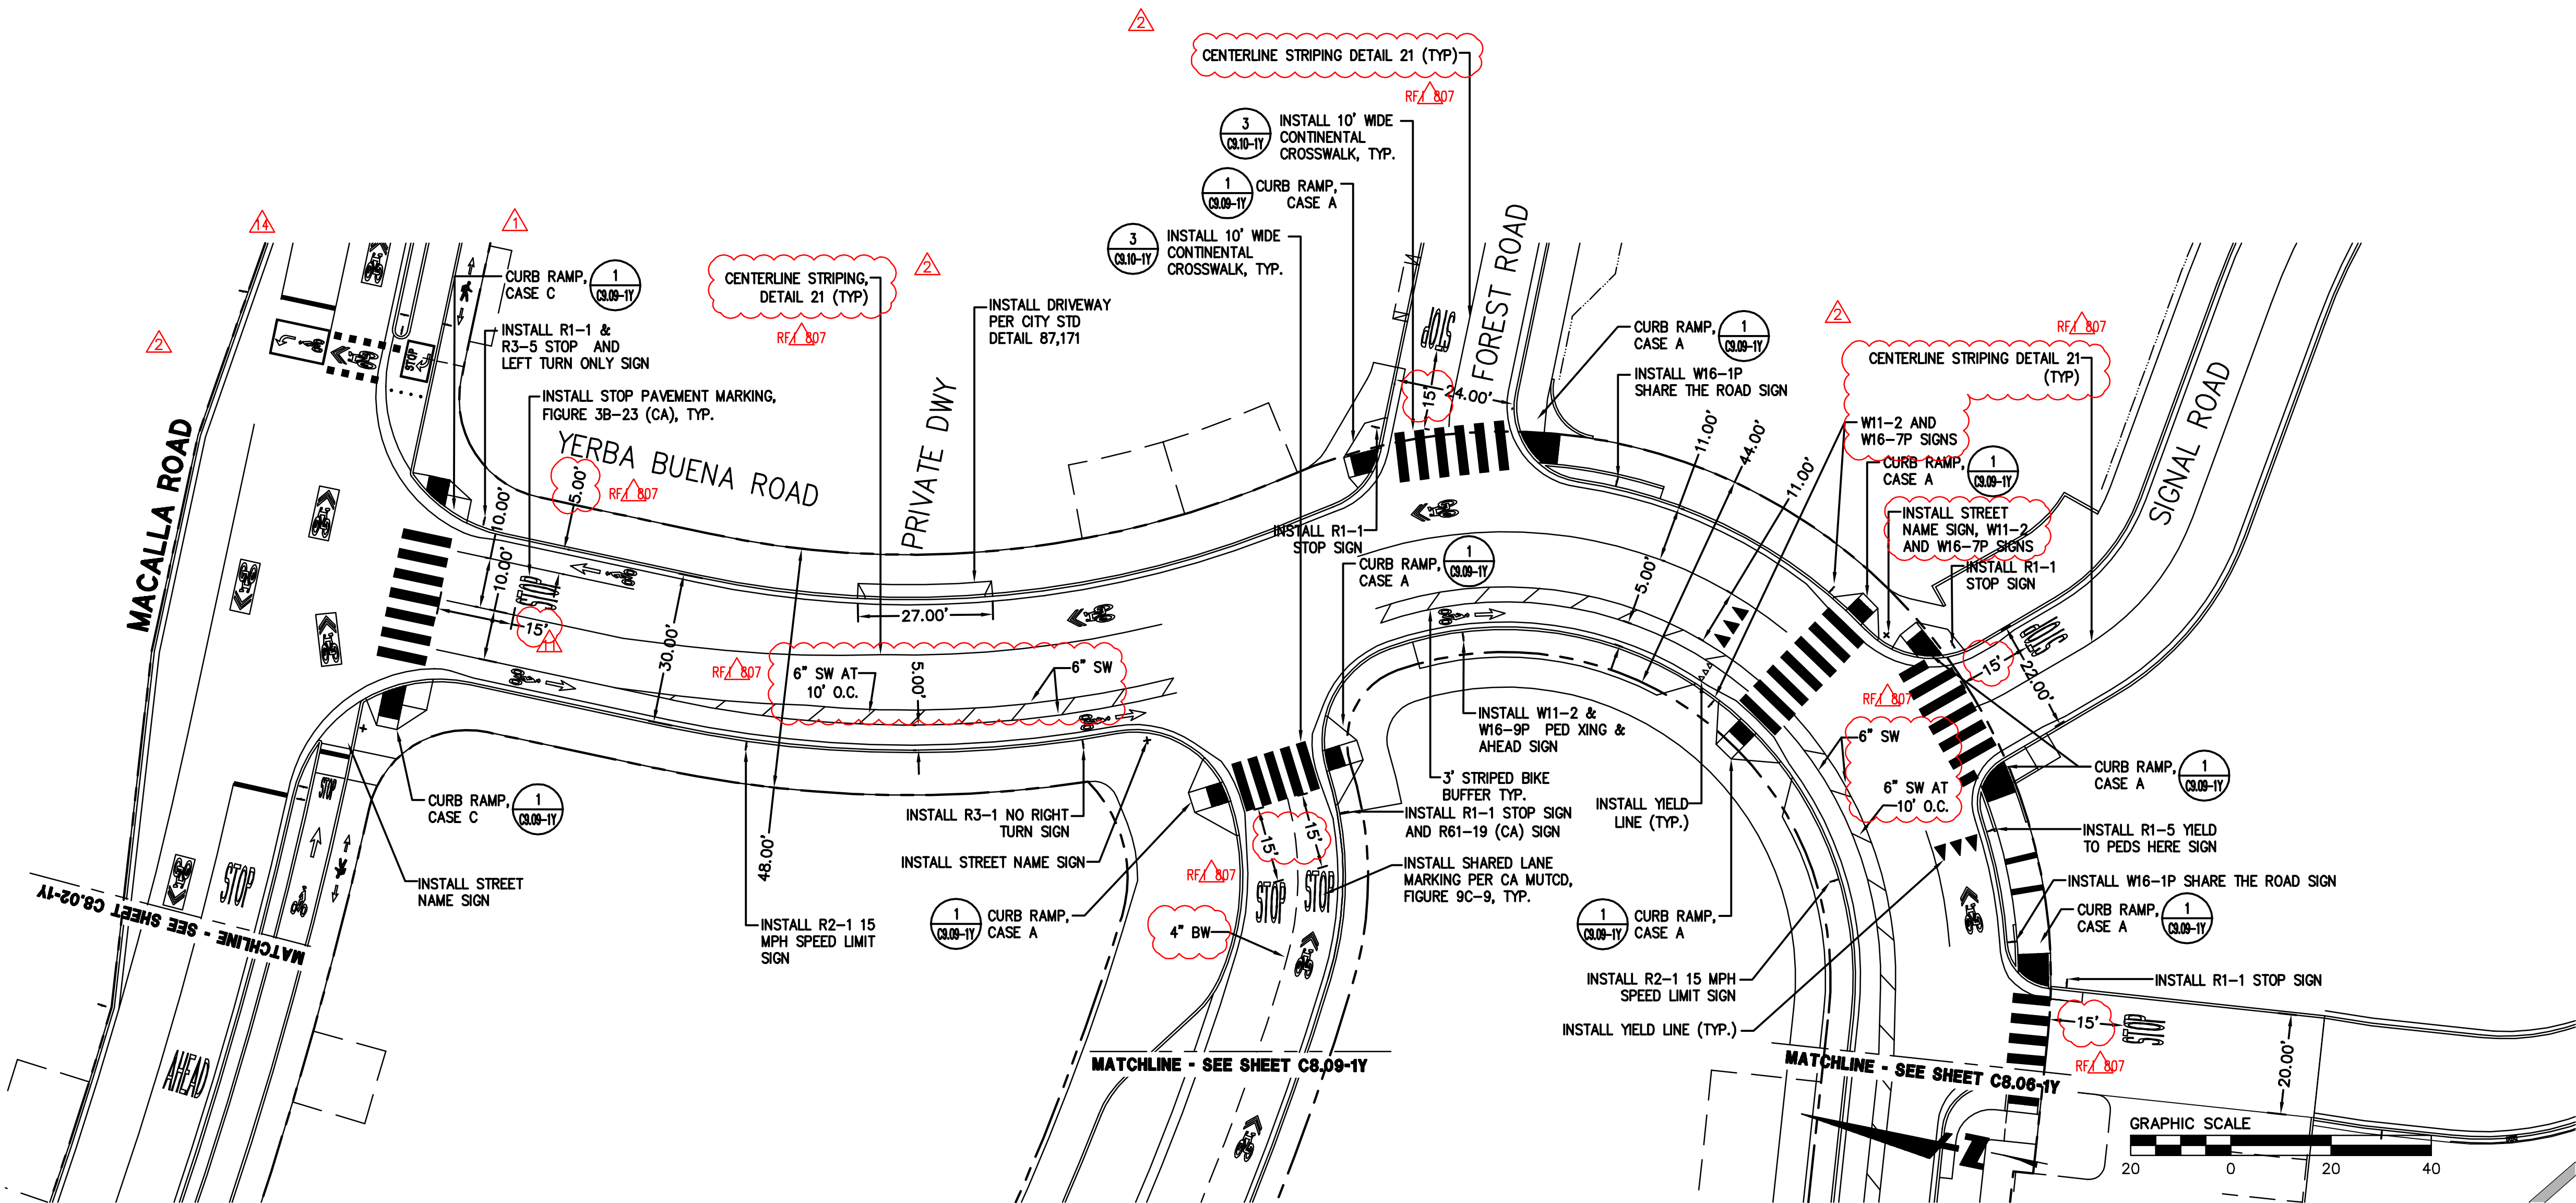 2
CENTERLINE STRIPING DETAIL 21 (TYP)
RFI 807
3
C9.10-1Y
INSTALL 10' WIDE
CONTINENTAL
CROSSWALK, TYP.
1
C9.09-1Y
CURB RAMP,
CASE A
3
C9.10-1Y
INSTALL 10' WIDE
CONTINENTAL
CROSSWALK, TYP.
14
1
2
2
CURB RAMP,
CASE C
1
C9.09-1Y
INSTALL R1-1 &
R3-5 STOP AND
LEFT TURN ONLY SIGN
STOP
INSTALL STOP PAVEMENT MARKING,
FIGURE 3B-23 (CA), TYP.
CENTERLINE STRIPING,
DETAIL 21 (TYP)
RFI 807
INSTALL DRIVEWAY
PER CITY STD
DETAIL 87,171
MACALLA ROAD
YERBA BUENA ROAD
PRIVATE DWY
FOREST ROAD
SIGNAL ROAD
STOP
15'
24.00'
CURB RAMP,
CASE A
1
C9.09-1Y
INSTALL W16-1P
SHARE THE ROAD SIGN
2
RFI 807
CENTERLINE STRIPING DETAIL 21
(TYP)
W11-2 AND
W16-7P SIGNS
CURB RAMP,
CASE A
1
C9.09-1Y
INSTALL STREET
NAME SIGN, W11-2
AND W16-7P SIGNS
INSTALL R1-1
STOP SIGN
11.00'
44.00'
11.00'
5.00'
5.00'
RFI 807
10.00'
10.00'
STOP
15'
11
30.00'
27.00'
48.00'
INSTALL R1-1
STOP SIGN
CURB RAMP,
CASE A
1
C9.09-1Y
RFI 807
6" SW AT
10' O.C.
5.00'
6" SW
STOP
15'
22.00'
RFI 807
6" SW
6" SW AT
10' O.C.
INSTALL W11-2 &
W16-9P PED XING &
AHEAD SIGN
3' STRIPED BIKE
BUFFER TYP.
INSTALL R1-1 STOP SIGN
AND R61-19 (CA) SIGN
INSTALL SHARED LANE
MARKING PER CA MUTCD,
FIGURE 9C-9, TYP.
INSTALL YIELD
LINE (TYP.)
CURB RAMP,
CASE A
1
C9.09-1Y
INSTALL R1-5 YIELD
TO PEDS HERE SIGN
INSTALL W16-1P SHARE THE ROAD SIGN
CURB RAMP,
CASE A
1
C9.09-1Y
INSTALL R1-1 STOP SIGN
CURB RAMP,
CASE C
1
C9.09-1Y
STOP
STOP
INSTALL STREET
NAME SIGN
INSTALL R3-1 NO RIGHT
TURN SIGN
INSTALL STREET NAME SIGN
15'
15'
STOP
STOP
RFI 807
1
C9.09-1Y
CURB RAMP,
CASE A
4" BW
INSTALL R2-1 15
MPH SPEED LIMIT
SIGN
1
C9.09-1Y
CURB RAMP,
CASE A
INSTALL R2-1 15 MPH
SPEED LIMIT SIGN
INSTALL YIELD LINE (TYP.)
MATCHLINE - SEE SHEET C8.02-1Y
AHEAD
MATCHLINE - SEE SHEET C8.09-1Y
MATCHLINE - SEE SHEET C8.06-1Y
15'
STOP
RFI 807
20.00'
Z
GRAPHIC SCALE
20 0 20 40